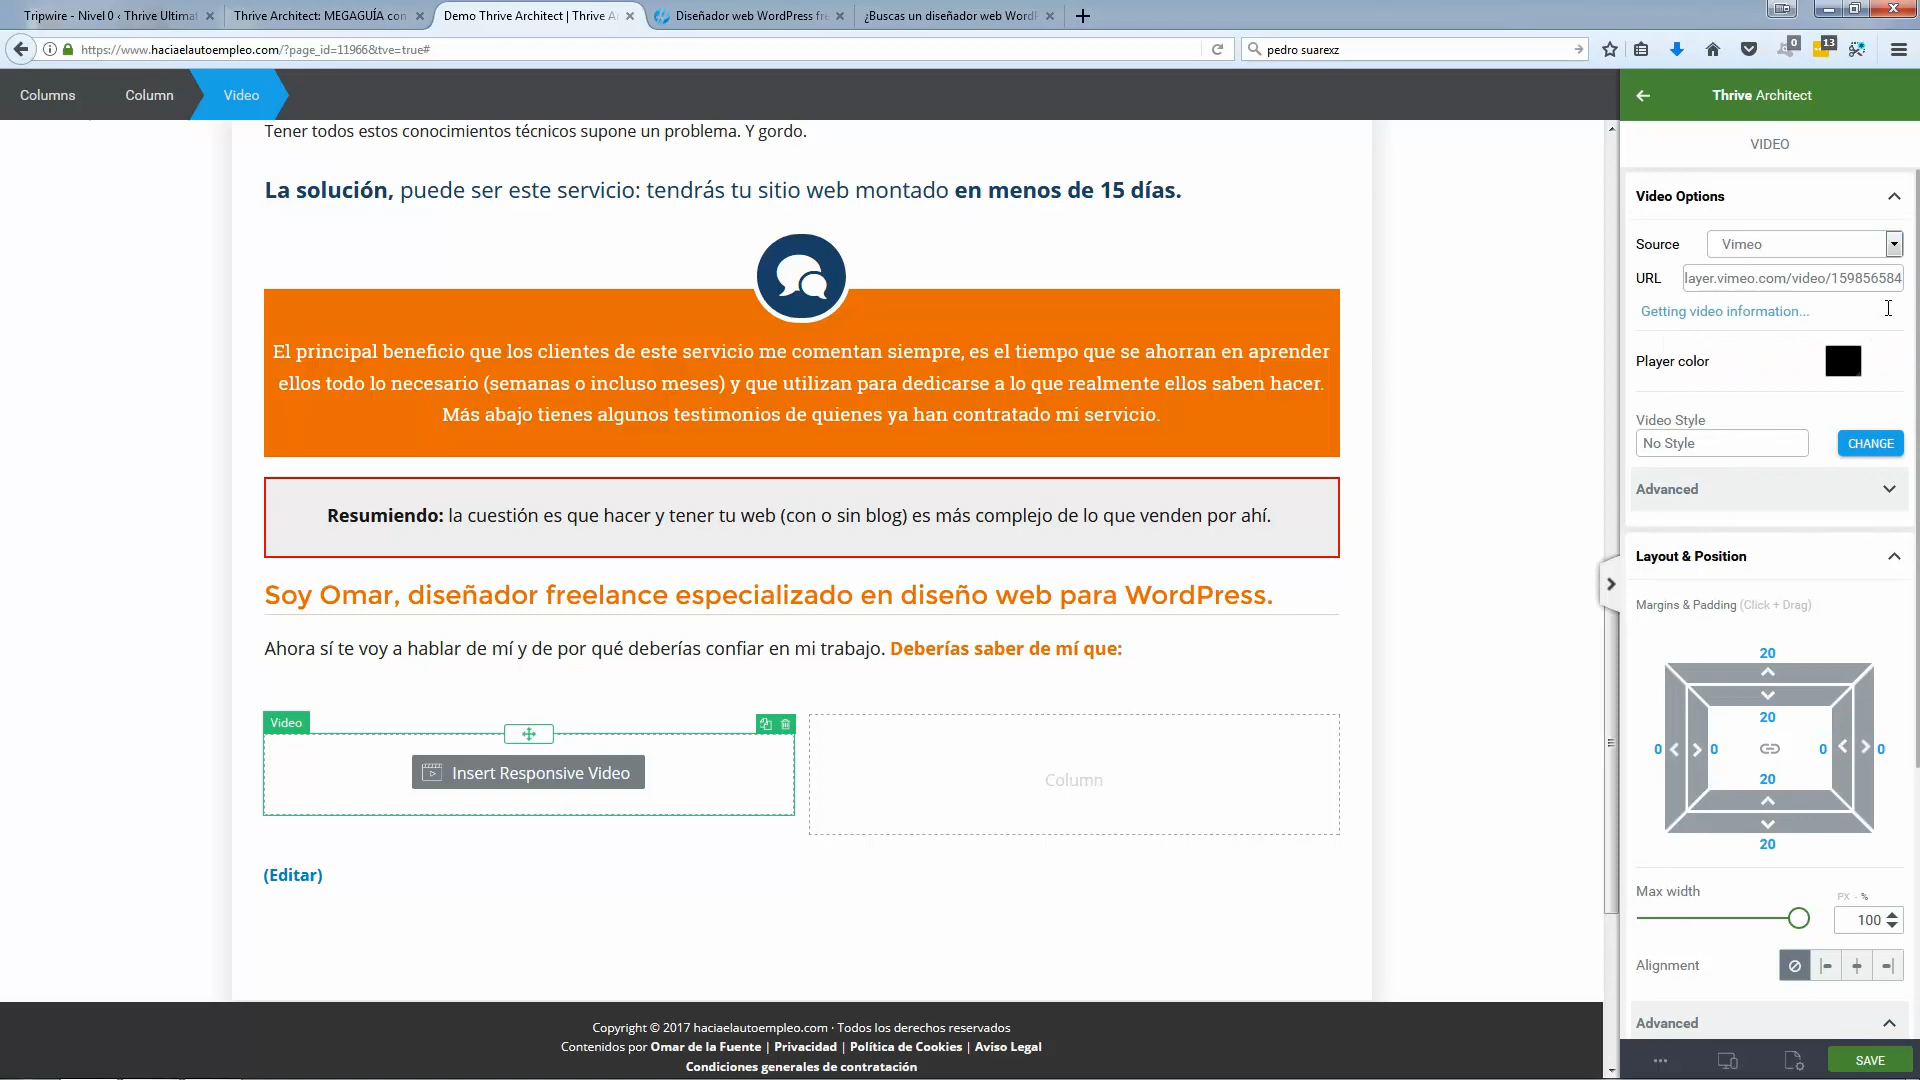 Tripwire - Nivel 0 ‹ Thrive Ultimat
Thrive Architect: MEGAGUÍA con
Demo Thrive Architect | Thrive A
Diseñador web WordPress fre
¿Buscas un diseñador web WordP
https://www.haciaelautoempleo.com/?page_id=11966&tve=true#
pedro suarexz
0
13
Columns
Column
Video
Thrive Architect
Tener todos estos conocimientos técnicos supone un problema. Y gordo.
La solución, puede ser este servicio: tendrás tu sitio web montado en menos de 15 días.
El principal beneficio que los clientes de este servicio me comentan siempre, es el tiempo que se ahorran en aprender
ellos todo lo necesario (semanas o incluso meses) y que utilizan para dedicarse a lo que realmente ellos saben hacer.
Más abajo tienes algunos testimonios de quienes ya han contratado mi servicio.
Resumiendo: la cuestión es que hacer y tener tu web (con o sin blog) es más complejo de lo que venden por ahí.
Soy Omar, diseñador freelance especializado en diseño web para WordPress.
Ahora sí te voy a hablar de mí y de por qué deberías confiar en mi trabajo. Deberías saber de mí que:
Video
Insert Responsive Video
Column
(Editar)
Copyright © 2017 haciaelautoempleo.com · Todos los derechos reservados
Contenidos por Omar de la Fuente | Privacidad | Política de Cookies | Aviso Legal
Condiciones generales de contratación
VIDEO
Video Options
Source
Vimeo
URL
layer.vimeo.com/video/159856584
Getting video information...
Player color
Video Style
No Style
CHANGE
Advanced
Layout & Position
Margins & Padding (Click + Drag)
20
20
0
0
0
0
20
20
Max width
PX - %
100
Alignment
Advanced
SAVE